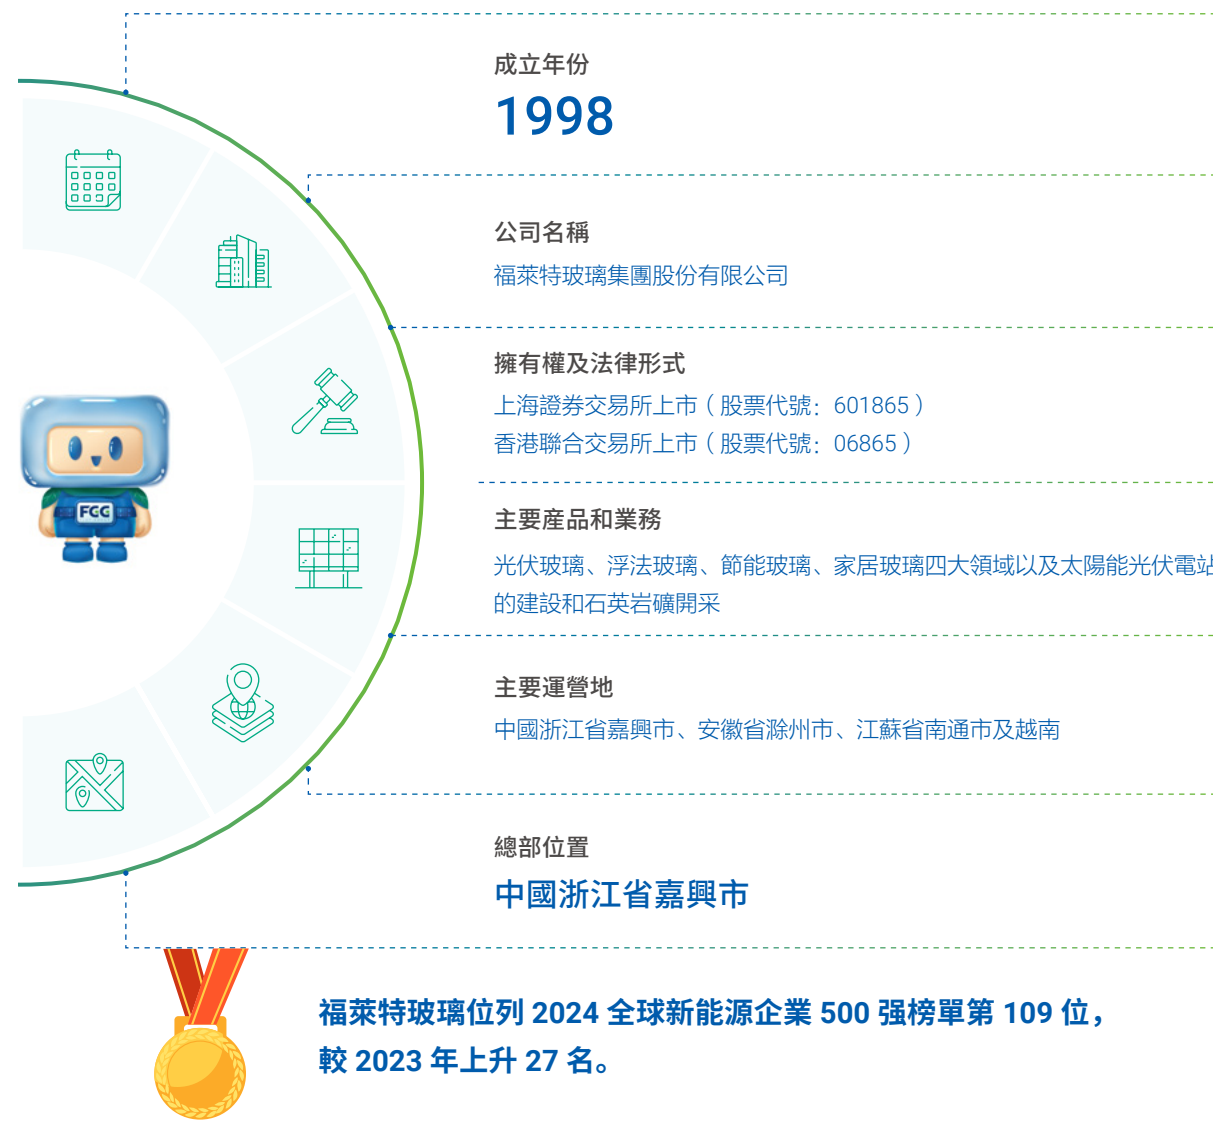 成立年份
1998
公司名稱
福萊特玻璃集團股份有限公司
擁有權及法律形式
上海證券交易所上市（股票代號：601865）
香港聯合交易所上市（股票代號：06865）
主要産品和業務
光伏玻璃、浮法玻璃、節能玻璃、家居玻璃四大領域以及太陽能光伏電站
的建設和石英岩礦開采
主要運營地
中國浙江省嘉興市、安徽省滁州市、江蘇省南通市及越南
總部位置
中國浙江省嘉興市
FGG
福萊特玻璃位列 2024 全球新能源企業 500 强榜單第 109 位，
較 2023 年上升 27 名。